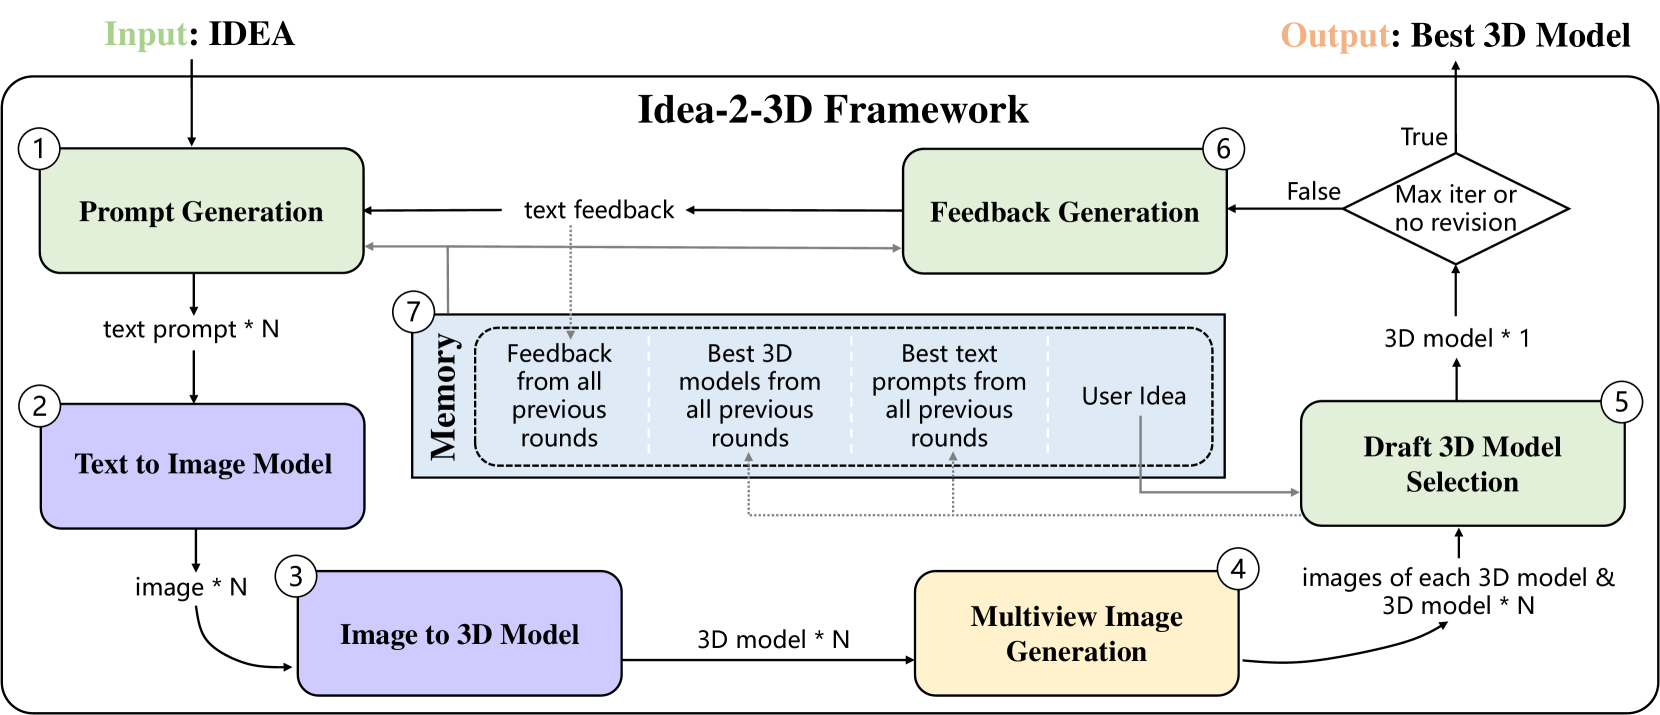 Input: IDEA
Output: Best 3D Model
Idea-2-3D Framework
1
Prompt Generation
text prompt * N
2
Text to Image Model
image * N
3
Image to 3D Model
3D model * N
4
Multiview Image
Generation
images of each 3D model &
3D model * N
5
Draft 3D Model
Selection
3D model * 1
Max iter or
no revision
True
False
6
Feedback Generation
text feedback
7
Memory
Feedback
from all
previous
rounds
Best 3D
models from
all previous
rounds
Best text
prompts from
all previous
rounds
User Idea